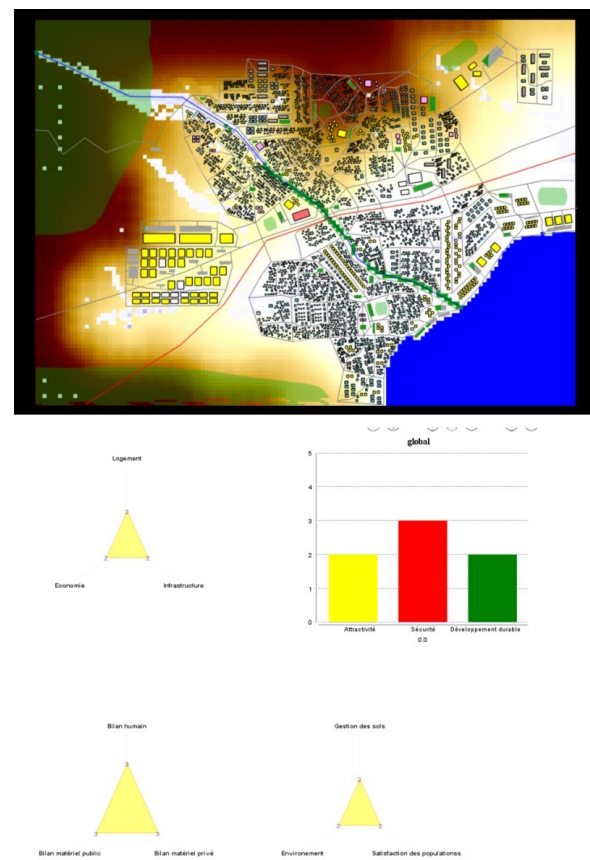 global
5
4
3
2
1
0
Attractivité
Sécurité
Développement durable
0.0
Logement
2
2
2
Economie
Infrastructure
Bilan humain
3
3
3
Bilan matériel public
Bilan matériel privé
Gestion des sols
2
2
2
Environement
Satisfaction des populationss